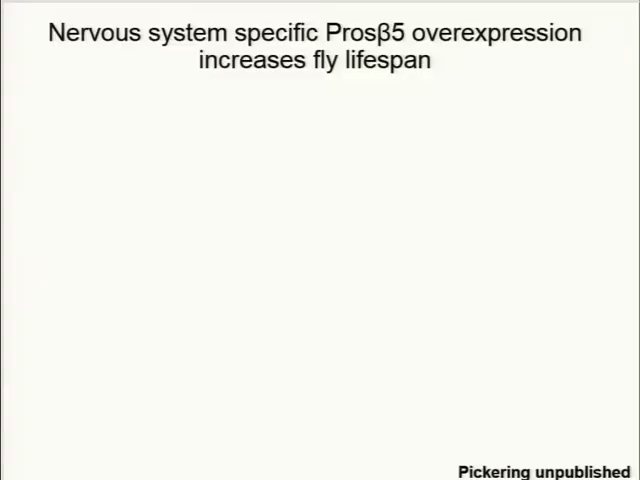 Nervous system specific Prosβ5 overexpression
increases fly lifespan
Pickering unpublished